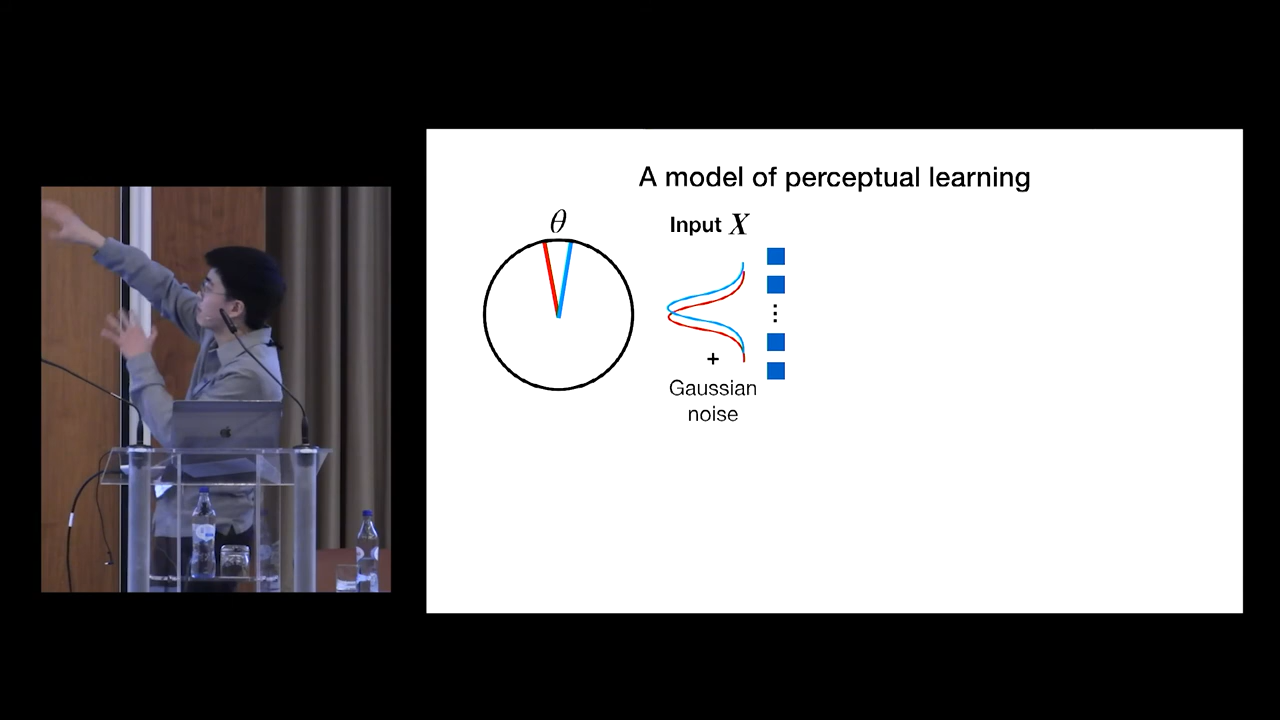 A model of perceptual learning
θ
Input X
+
Gaussian
noise